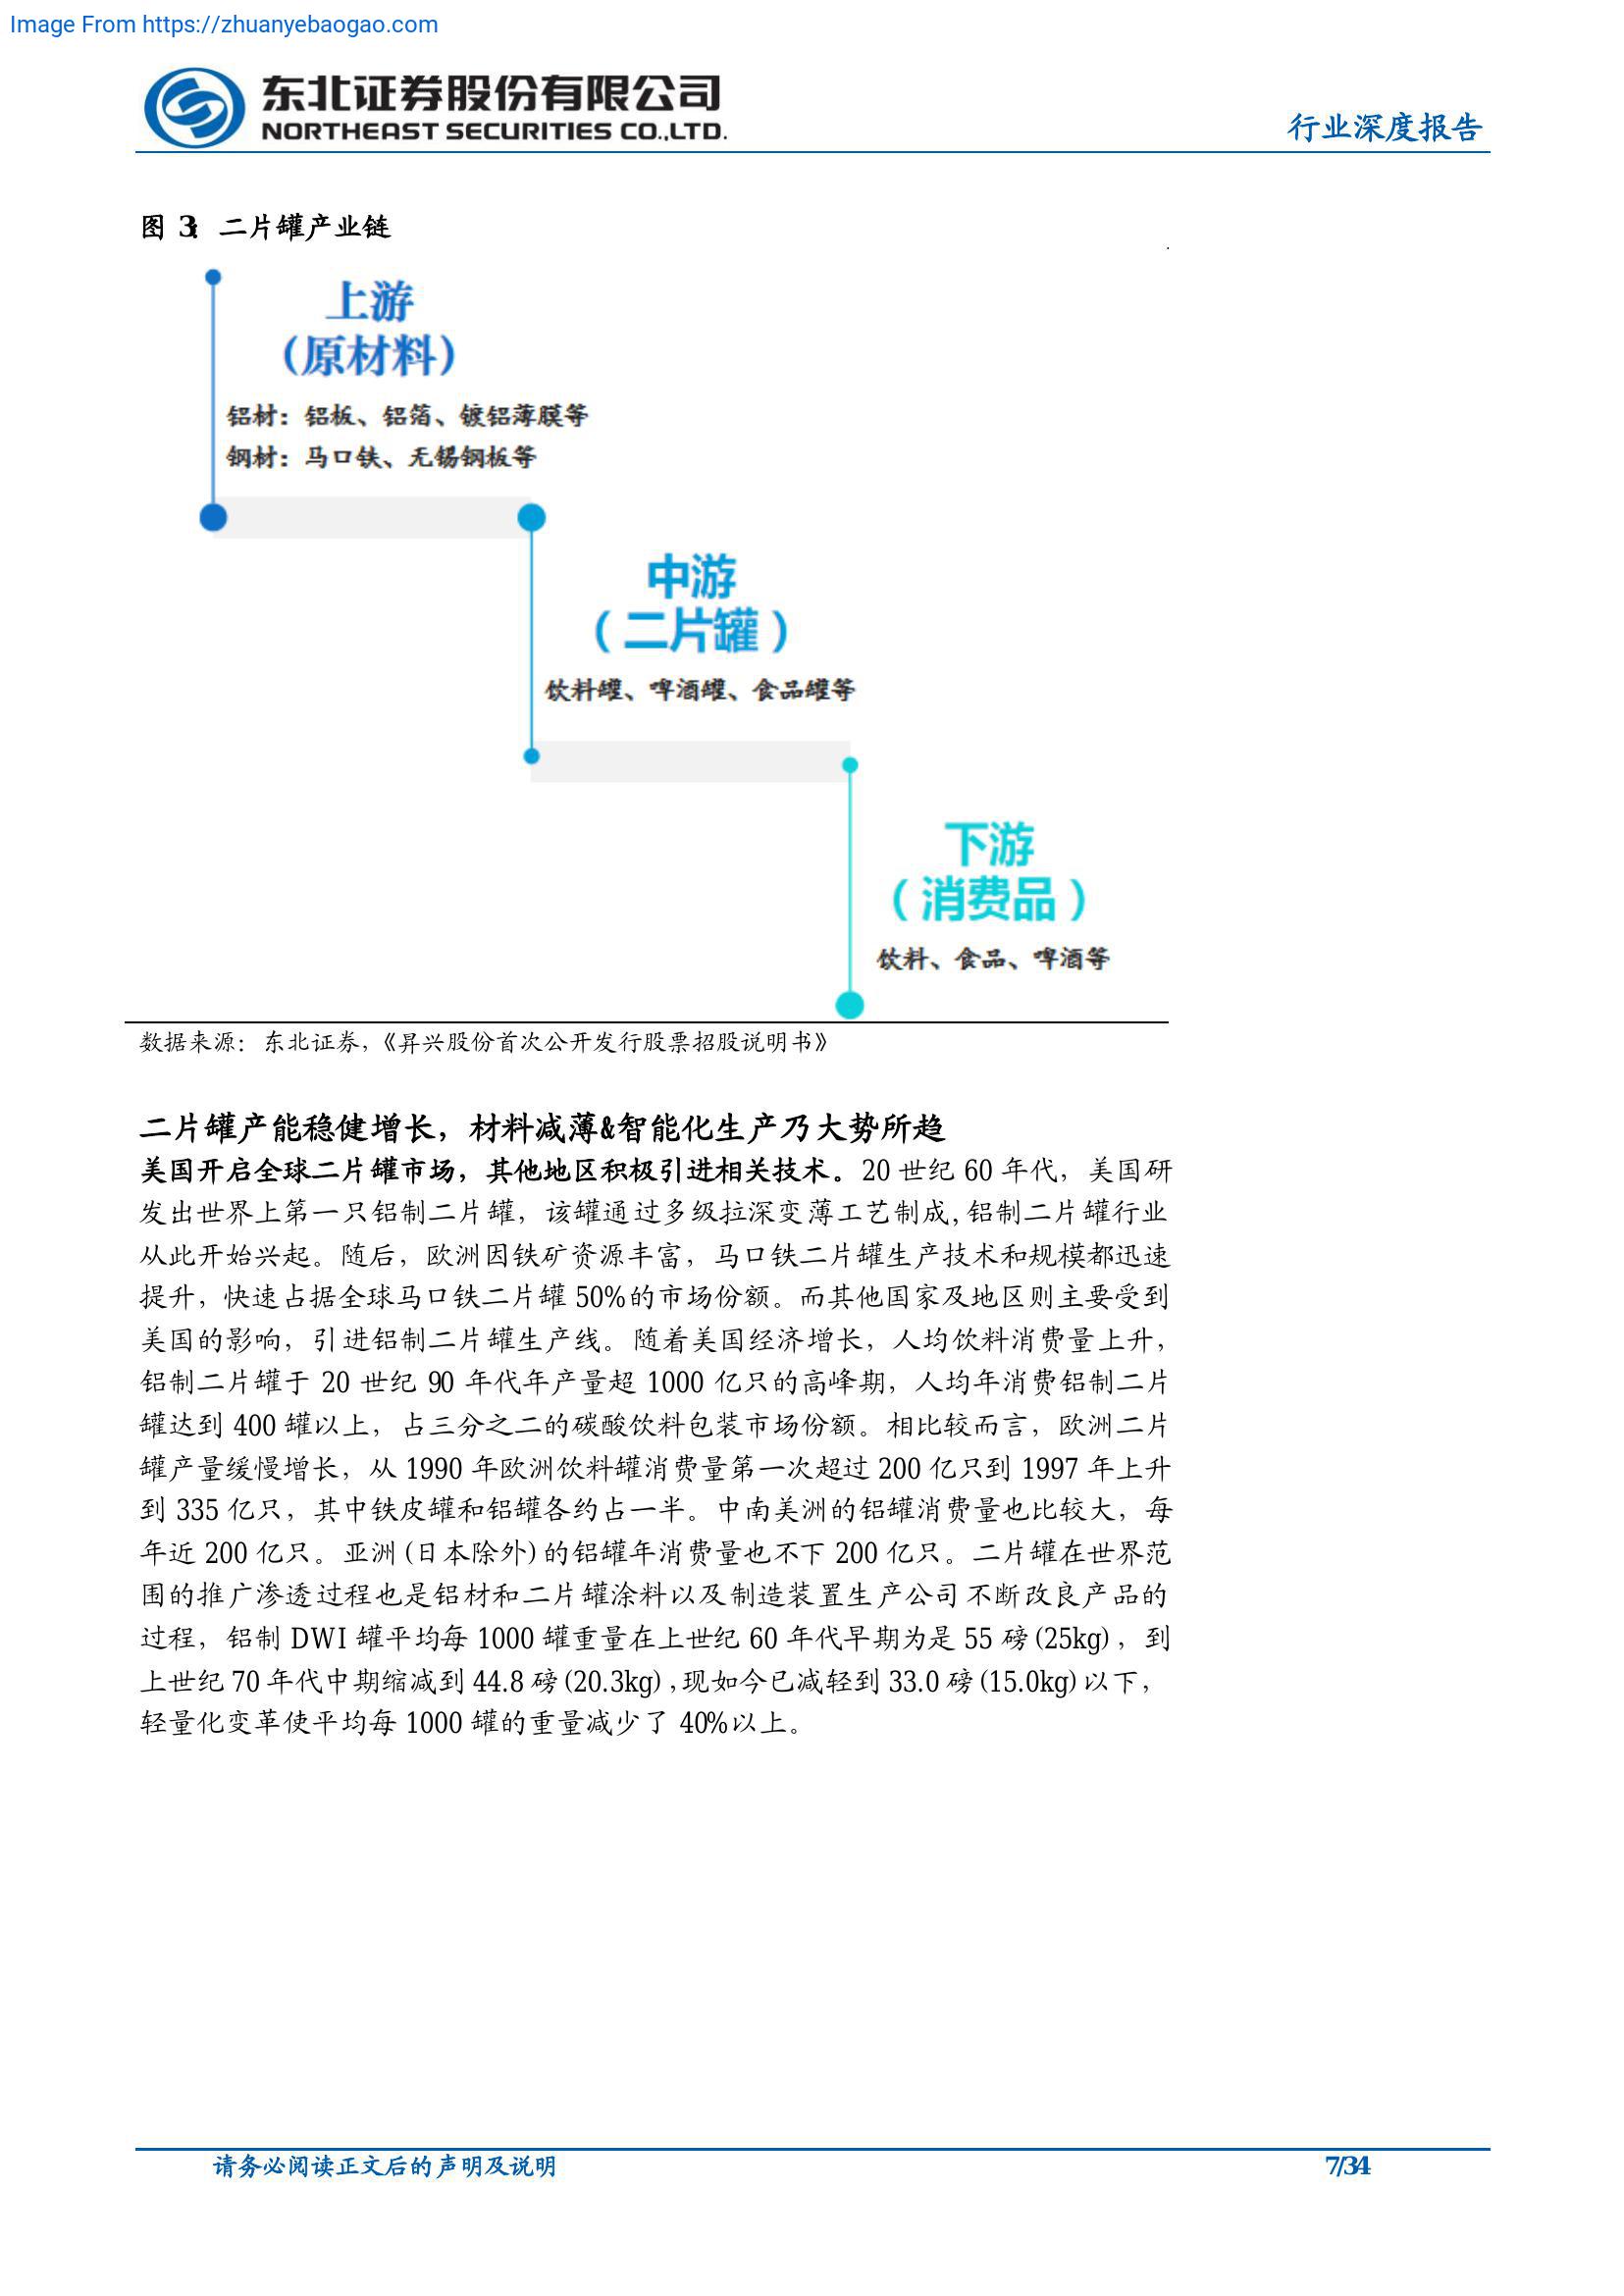 Image From https://zhuanyebaogao.com
东北证券股份有限公司
NORTHEAST SECURITIES CO.,LTD.
行业深度报告
图 3：二片罐产业链
上游
（原材料）
铝材：铝板、铝箔、镀铝薄膜等
钢材：马口铁、无锡钢板等
中游
（二片罐）
饮料罐、啤酒罐、食品罐等
下游
（消费品）
饮料、食品、啤酒等
数据来源：东北证券，《昇兴股份首次公开发行股票招股说明书》
二片罐产能稳健增长，材料减薄&智能化生产乃大势所趋
美国开启全球二片罐市场，其他地区积极引进相关技术。20 世纪 60 年代，美国研
发出世界上第一只铝制二片罐，该罐通过多级拉深变薄工艺制成,铝制二片罐行业
从此开始兴起。随后，欧洲因铁矿资源丰富，马口铁二片罐生产技术和规模都迅速
提升，快速占据全球马口铁二片罐 50%的市场份额。而其他国家及地区则主要受到
美国的影响，引进铝制二片罐生产线。随着美国经济增长，人均饮料消费量上升，
铝制二片罐于 20 世纪 90 年代年产量超 1000 亿只的高峰期，人均年消费铝制二片
罐达到 400 罐以上，占三分之二的碳酸饮料包装市场份额。相比较而言，欧洲二片
罐产量缓慢增长，从 1990 年欧洲饮料罐消费量第一次超过 200 亿只到 1997 年上升
到 335 亿只，其中铁皮罐和铝罐各约占一半。中南美洲的铝罐消费量也比较大，每
年近 200 亿只。亚洲(日本除外)的铝罐年消费量也不下 200 亿只。二片罐在世界范
围的推广渗透过程也是铝材和二片罐涂料以及制造装置生产公司不断改良产品的
过程，铝制 DWI 罐平均每 1000 罐重量在上世纪 60 年代早期为是 55 磅(25kg)，到
上世纪 70 年代中期缩减到 44.8 磅(20.3kg),现如今已减轻到 33.0 磅(15.0kg)以下，
轻量化变革使平均每 1000 罐的重量减少了 40%以上。
请务必阅读正文后的声明及说明
7/34